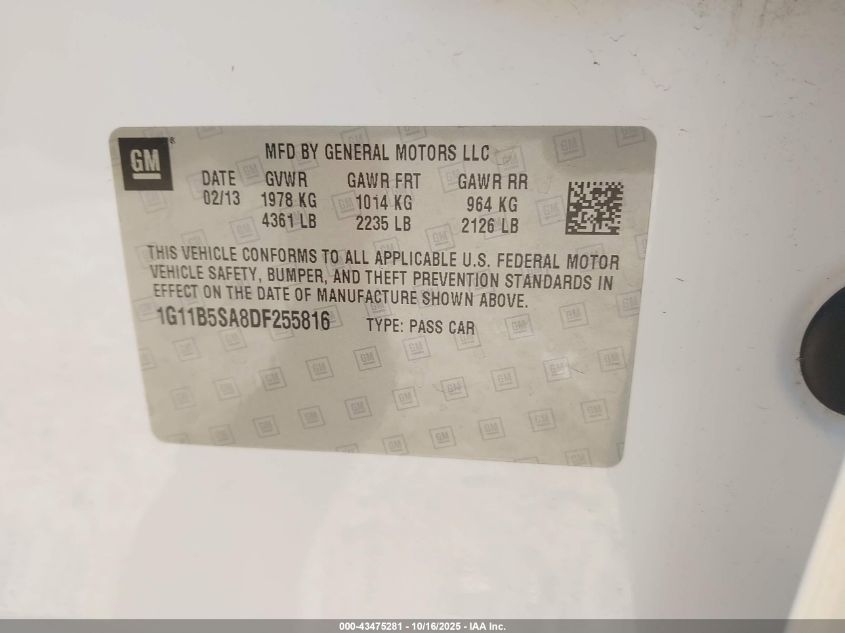 GM®
MFD BY GENERAL MOTORS LLC
DATE GVWR GAWR FRT GAWR RR
02/13 1978 KG 1014 KG 964 KG
4361 LB 2235 LB 2126 LB
THIS VEHICLE CONFORMS TO ALL APPLICABLE U.S. FEDERAL MOTOR
VEHICLE SAFETY, BUMPER, AND THEFT PREVENTION STANDARDS IN
EFFECT ON THE DATE OF MANUFACTURE SHOWN ABOVE.
1G11B5SA8DF255816 TYPE: PASS CAR
000-43475281 - 10/16/2025 - IAA Inc.